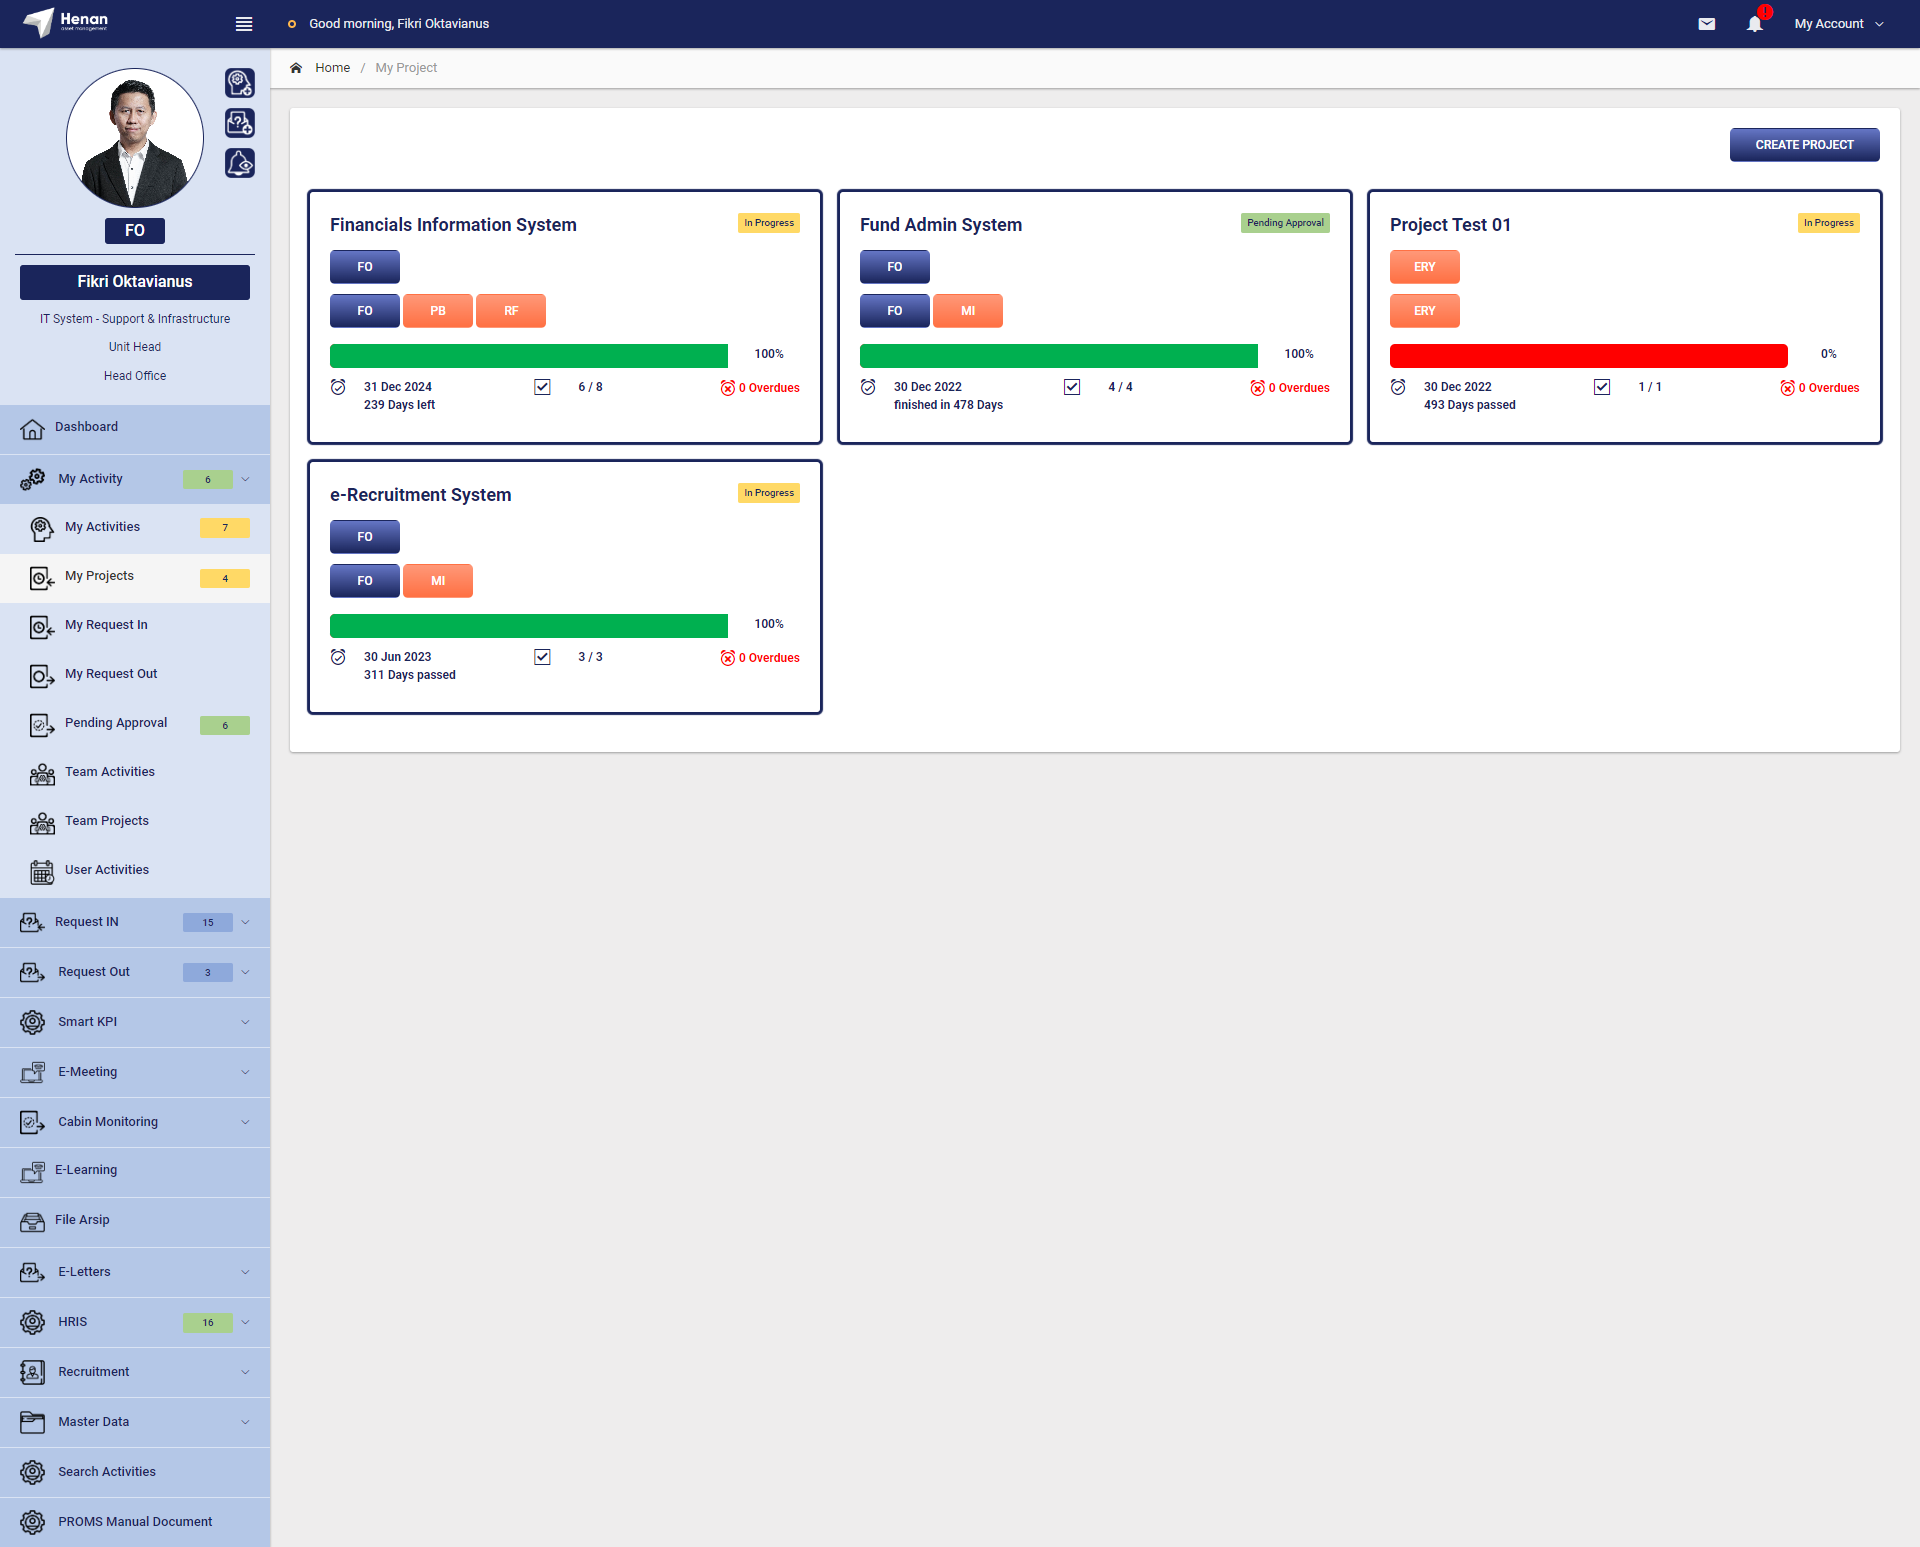 Henan
asset management
Good morning, Fikri Oktavianus
My Account
Home / My Project
FO
Fikri Oktavianus
IT System - Support & Infrastructure
Unit Head
Head Office
Dashboard
My Activity 6
My Activities 7
My Projects 4
My Request In
My Request Out
Pending Approval 6
Team Activities
Team Projects
User Activities
Request IN 15
Request Out 3
Smart KPI
E-Meeting
Cabin Monitoring
E-Learning
File Arsip
E-Letters
HRIS 16
Recruitment
Master Data
Search Activities
PROMS Manual Document
CREATE PROJECT
Financials Information System In Progress
FO
FO PB RF
100%
31 Dec 2024 6 / 8 0 Overdues
239 Days left
Fund Admin System Pending Approval
FO
FO MI
100%
30 Dec 2022 4 / 4 0 Overdues
finished in 478 Days
Project Test 01 In Progress
ERY
ERY
0%
30 Dec 2022 1 / 1 0 Overdues
493 Days passed
e-Recruitment System In Progress
FO
FO MI
100%
30 Jun 2023 3 / 3 0 Overdues
311 Days passed